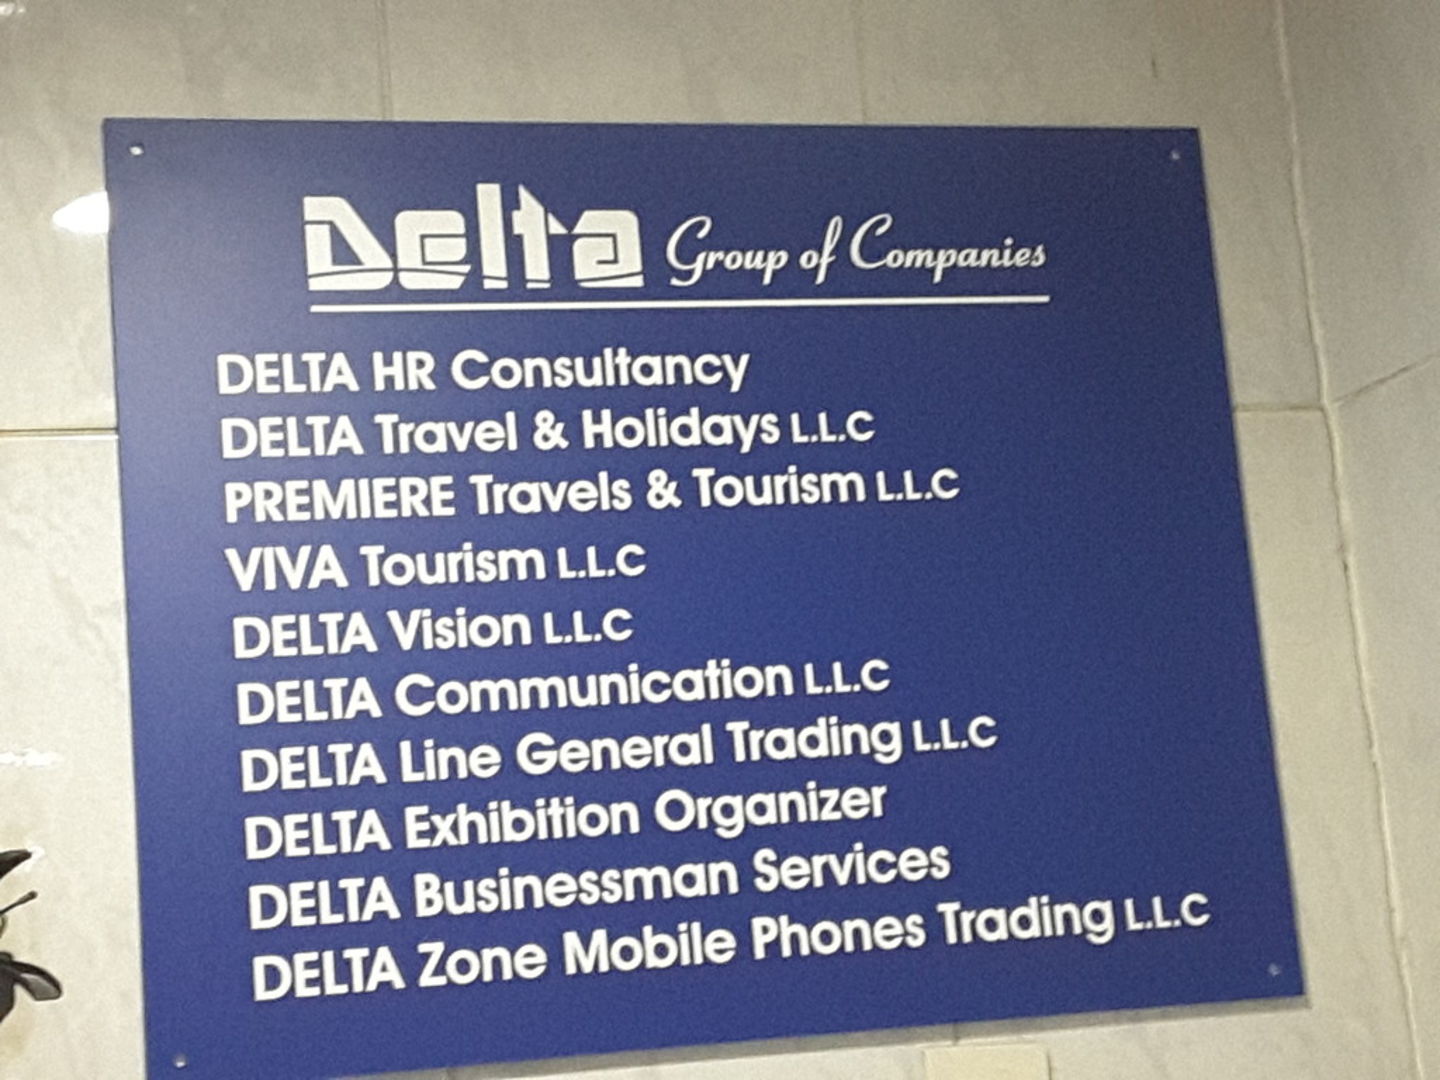 Delta Group of Companies
DELTA HR Consultancy
DELTA Travel & Holidays L.L.C
PREMIERE Travels & Tourism L.L.C
VIVA Tourism L.L.C
DELTA Vision L.L.C
DELTA Communication L.L.C
DELTA Line General Trading L.L.C
DELTA Exhibition Organizer
DELTA Businessman Services
DELTA Zone Mobile Phones Trading L.L.C